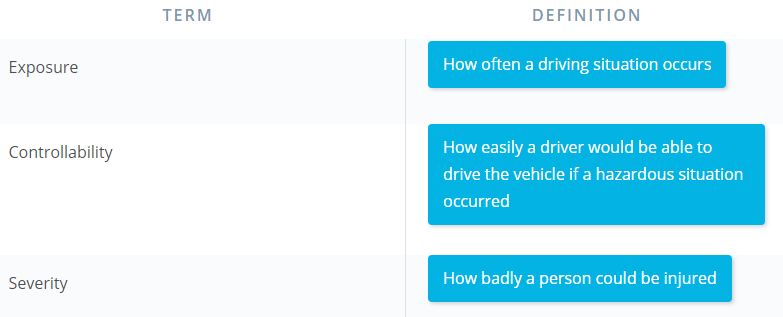 TERM DEFINITION
Exposure How often a driving situation occurs
Controllability How easily a driver would be able to
drive the vehicle if a hazardous situation
occurred
Severity How badly a person could be injured